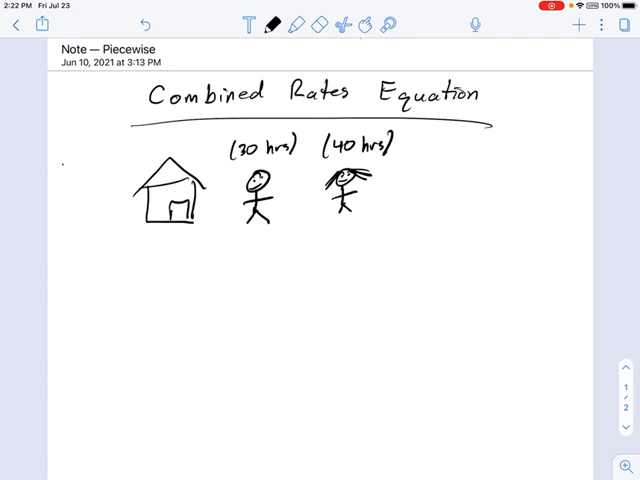 2:22 PM Fri Jul 23
100%
T
Note — Piecewise
Jun 10, 2021 at 3:13 PM
Combined Rates Equation
(30 hrs) (40 hrs)
1
/
2